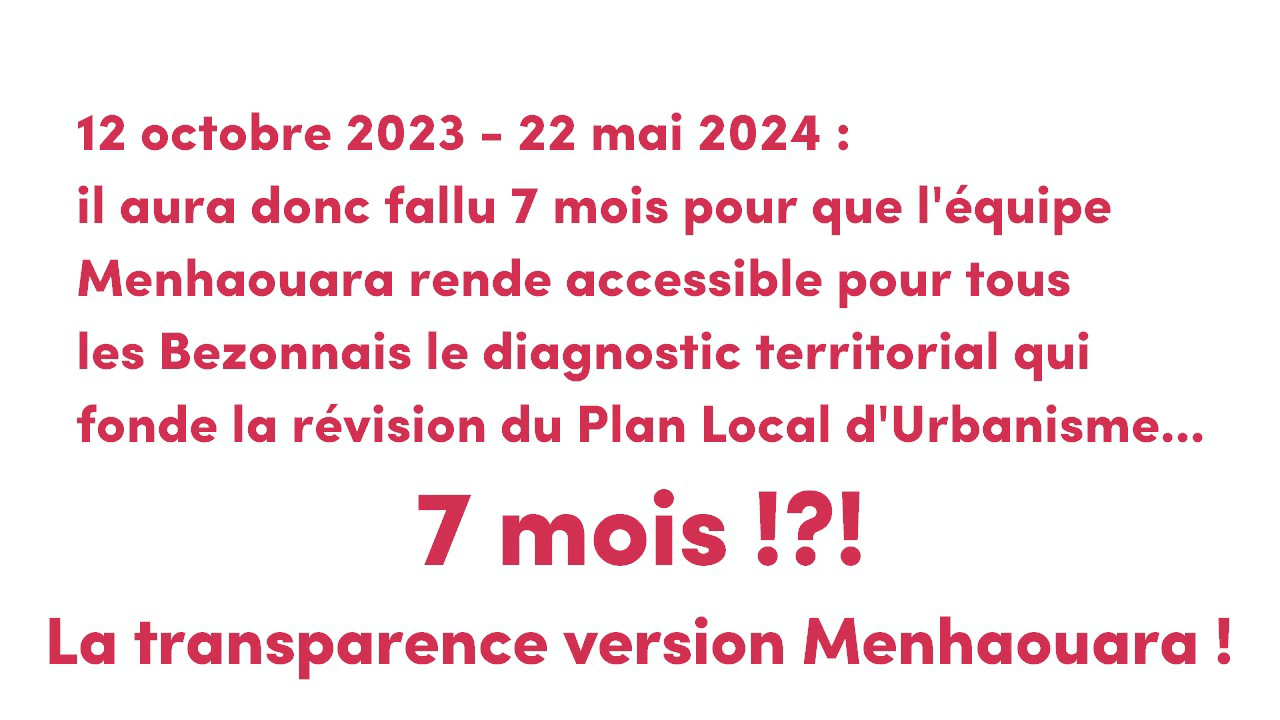 12 octobre 2023 - 22 mai 2024 :
il aura donc fallu 7 mois pour que l'équipe
Menhaouara rende accessible pour tous
les Bezonnais le diagnostic territorial qui
fonde la révision du Plan Local d'Urbanisme...
7 mois !?!
La transparence version Menhaouara !